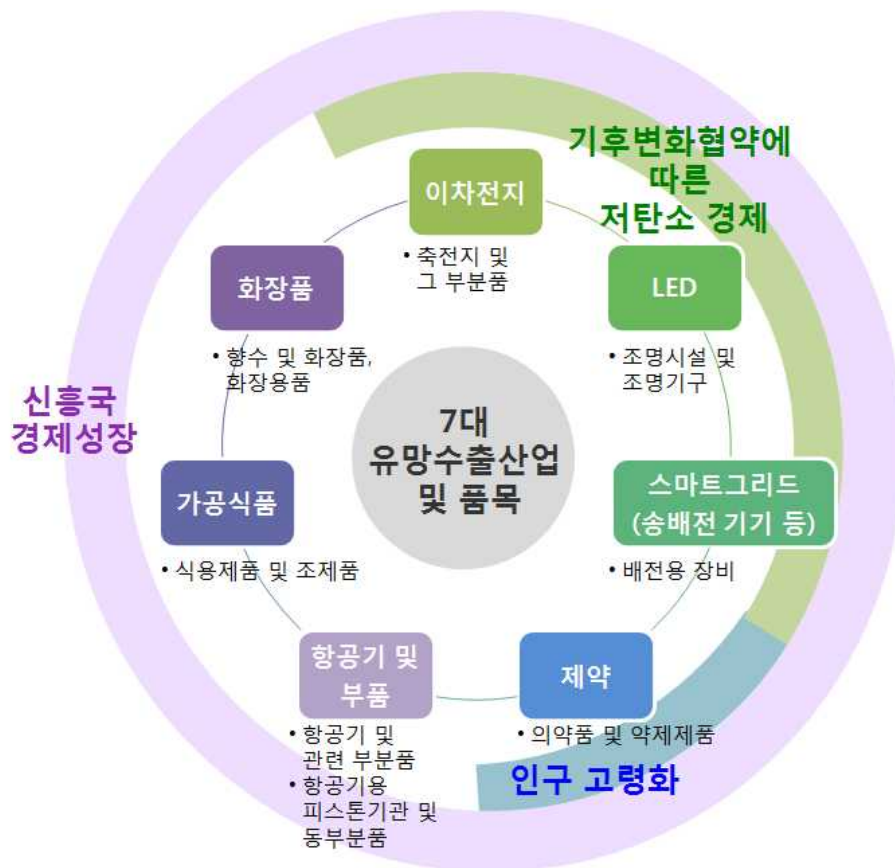 기후변화협약에
따른
저탄소 경제
이차전지
• 축전지 및
그 부분품
LED
• 조명시설 및
조명기구
스마트그리드
(송배전 기기 등)
• 배전용 장비
제약
• 의약품 및 약제제품
인구 고령화
항공기 및
부품
• 항공기 및
관련 부분품
• 항공기용
피스톤기관 및
동부분품
가공식품
• 식용제품 및 조제품
화장품
• 향수 및 화장품,
화장용품
신흥국
경제성장
7대
유망수출산업
및 품목